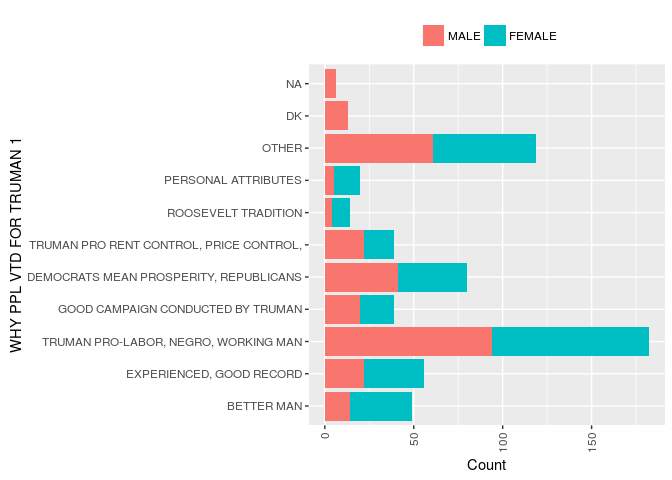 MALE FEMALE
NA
DK
OTHER
PERSONAL ATTRIBUTES
ROOSEVELT TRADITION
TRUMAN PRO RENT CONTROL, PRICE CONTROL,
DEMOCRATS MEAN PROSPERITY, REPUBLICANS
GOOD CAMPAIGN CONDUCTED BY TRUMAN
TRUMAN PRO-LABOR, NEGRO, WORKING MAN
EXPERIENCED, GOOD RECORD
BETTER MAN
WHY PPL VTD FOR TRUMAN 1
0 50 100 150
Count